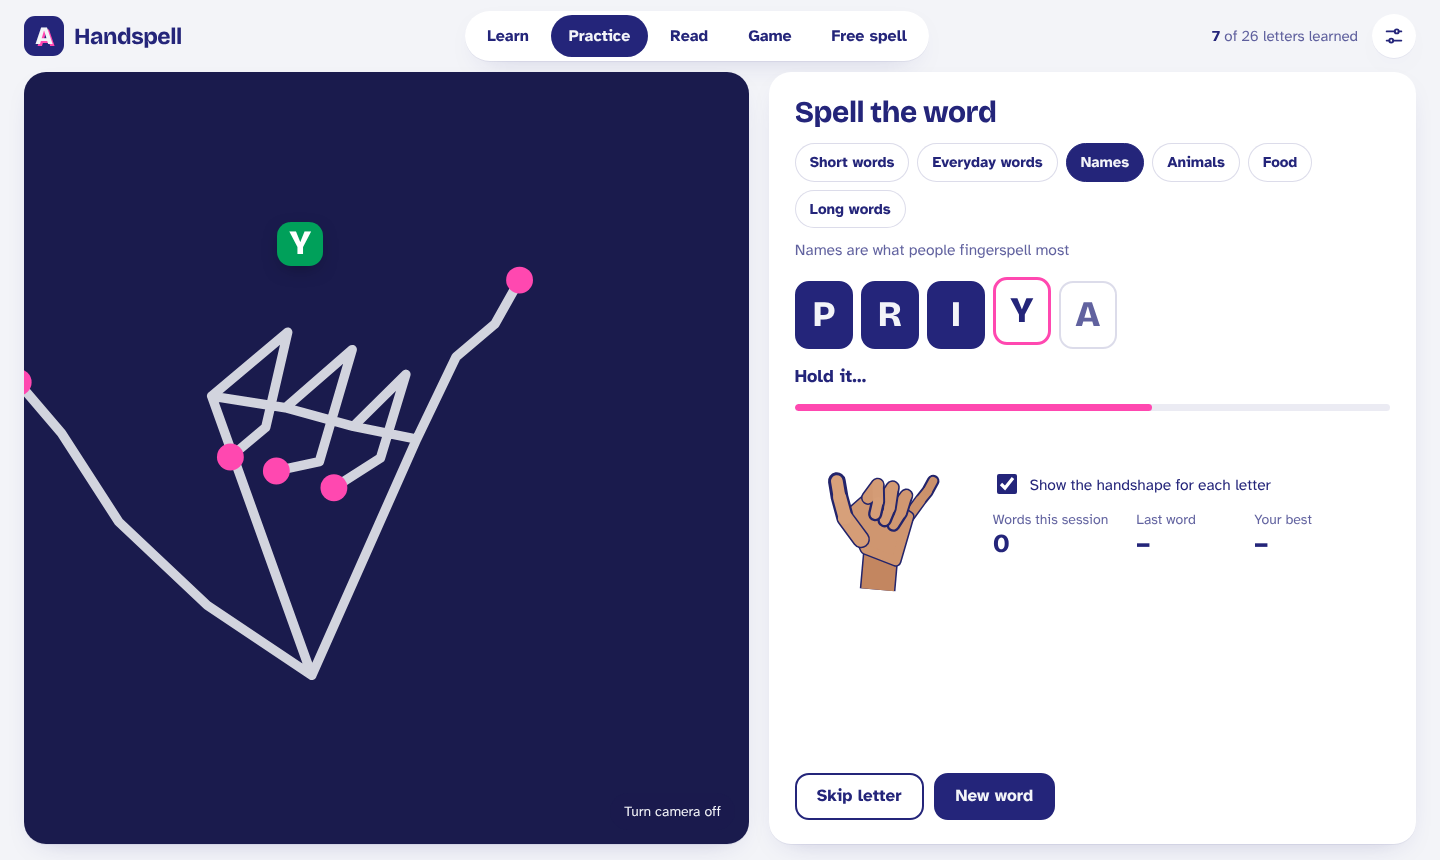 A Handspell
Learn Practice Read Game Free spell
7 of 26 letters learned
Y
Turn camera off
Spell the word
Short words Everyday words Names Animals Food
Long words
Names are what people fingerspell most
P R I Y A
Hold it...
Show the handshape for each letter
Words this session Last word Your best
0 – –
Skip letter New word